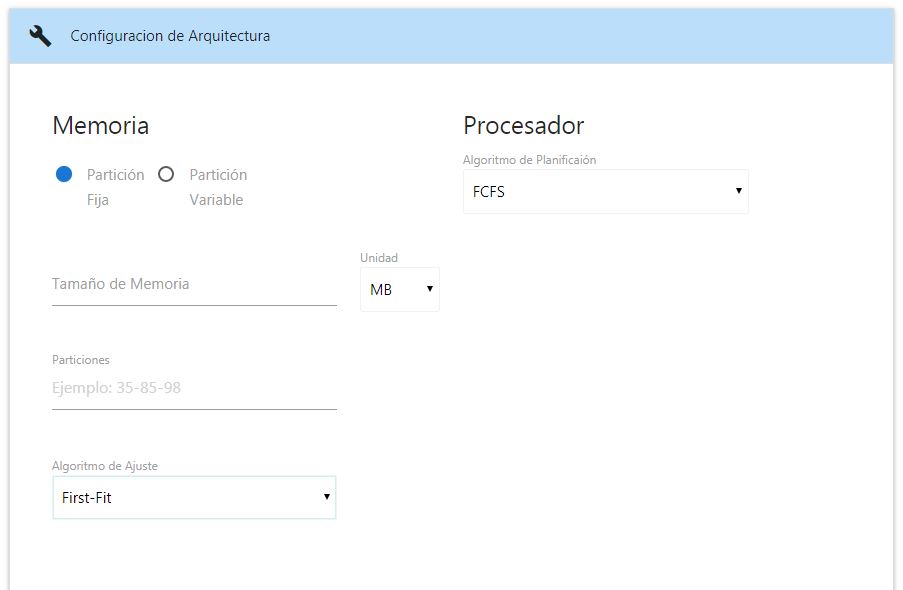 Configuracion de Arquitectura
Memoria
Partición
Fija
Partición
Variable
Tamaño de Memoria
Unidad
MB
Particiones
Ejemplo: 35-85-98
Algoritmo de Ajuste
First-Fit
Procesador
Algoritmo de Planificaión
FCFS